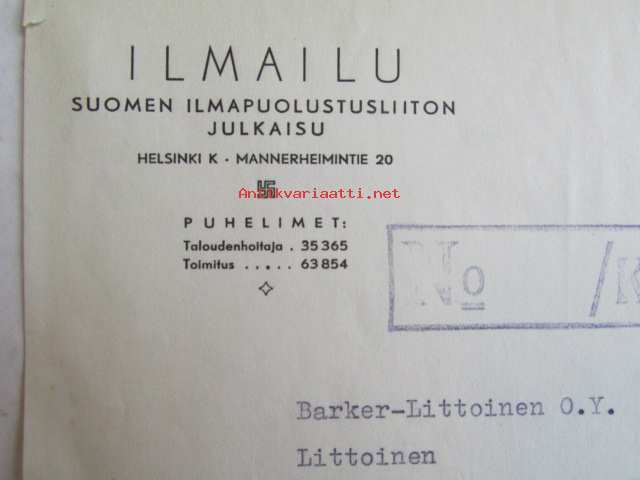 ILMAILU
SUOMEN ILMAPUOLUSTUSLIITON
JULKAISU
HELSINKI K · MANNERHEIMINTIE 20
Antikvariaatti.net
PUHELIMET:
Taloudenhoitaja . 35 365
Toimitus . . . . . 63 854
No /K
Barker-Littoinen O.Y.
Littoinen